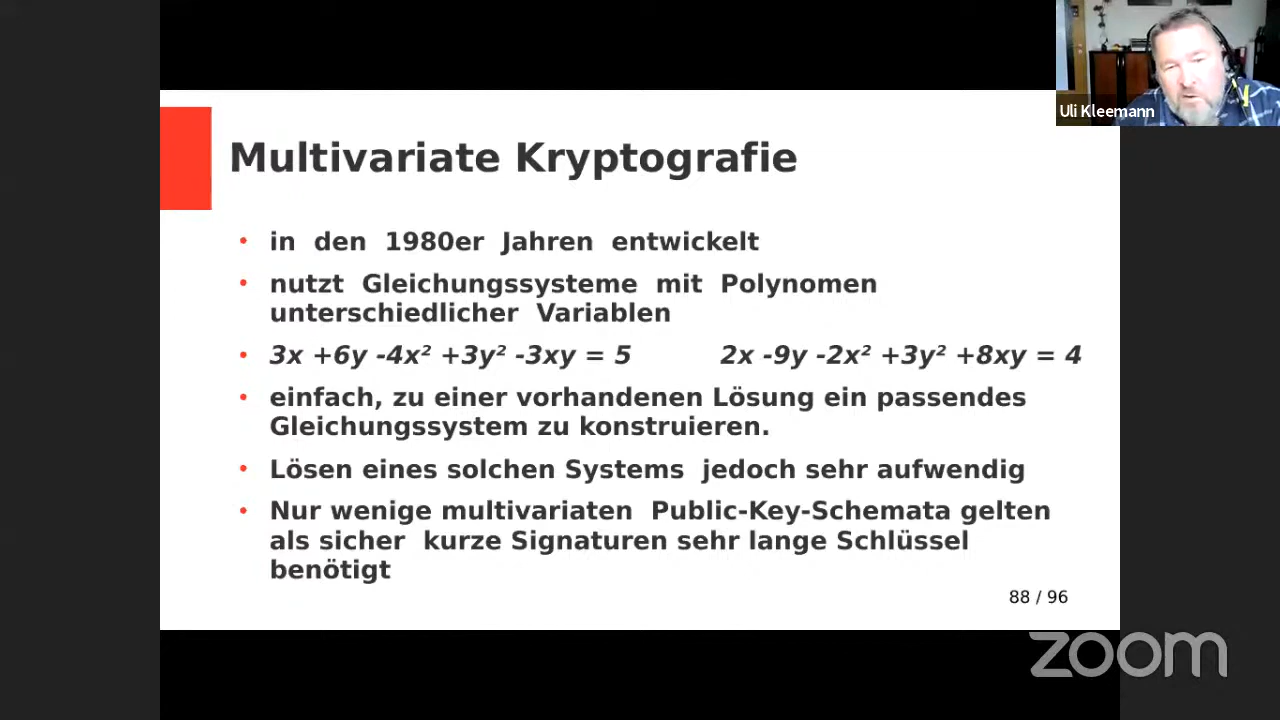 Uli Kleemann
Multivariate Kryptografie
• in den 1980er Jahren entwickelt
• nutzt Gleichungssysteme mit Polynomen
unterschiedlicher Variablen
• 3x +6y -4x² +3y² -3xy = 5 2x -9y -2x² +3y² +8xy = 4
• einfach, zu einer vorhandenen Lösung ein passendes
Gleichungssystem zu konstruieren.
• Lösen eines solchen Systems jedoch sehr aufwendig
• Nur wenige multivariaten Public-Key-Schemata gelten
als sicher kurze Signaturen sehr lange Schlüssel
benötigt
88 / 96
zoom